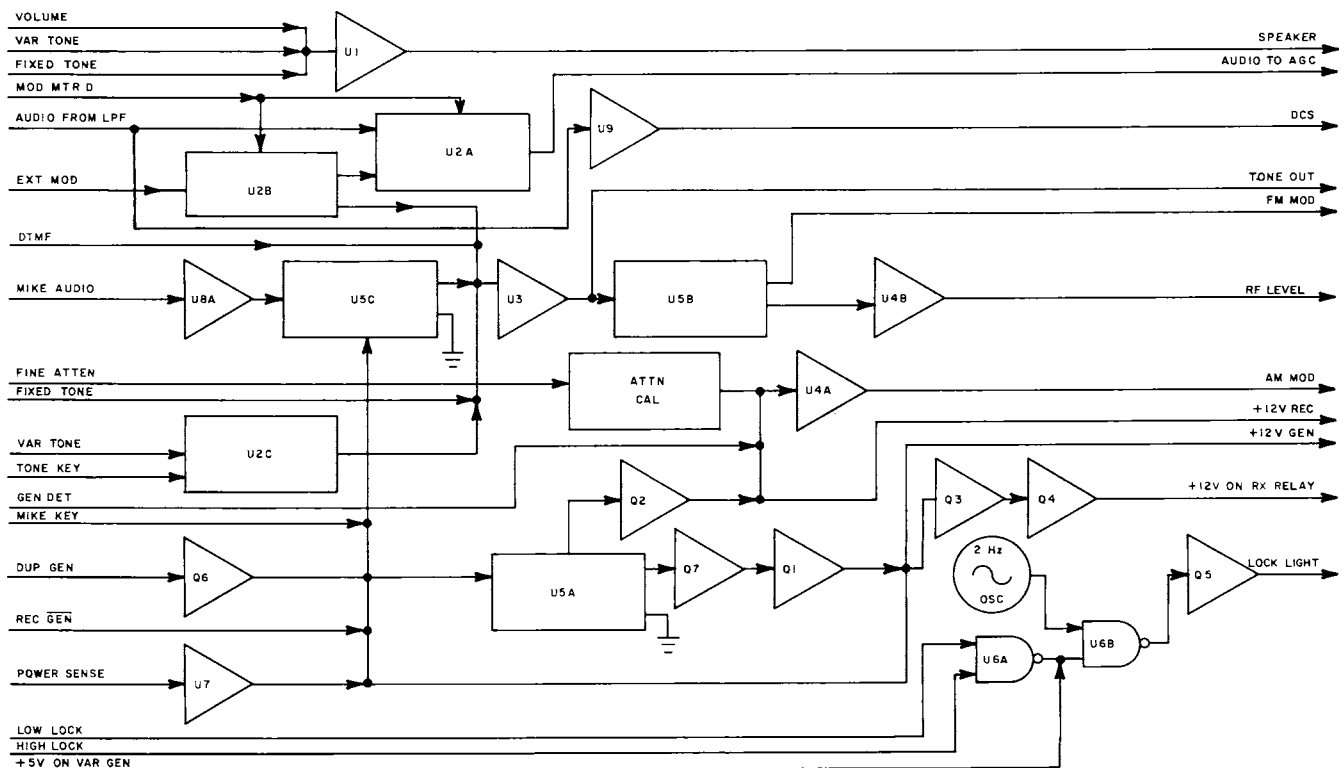 VOLUME
VAR TONE
FIXED TONE
MOD MTR D
AUDIO FROM LPF
EXT MOD
DTMF
MIKE AUDIO
FINE ATTEN
FIXED TONE
VAR TONE
TONE KEY
GEN DET
MIKE KEY
DUP GEN
REC GEN
POWER SENSE
LOW LOCK
HIGH LOCK
+5V ON VAR GEN
U1
U2A
U2B
U9
U8A
U5C
U3
U5B
U4B
ATTN
CAL
U4A
U2C
Q2
Q3
Q4
Q6
U5A
Q7
Q1
2 Hz
OSC
Q5
U7
U6A
U6B
SPEAKER
AUDIO TO AGC
DCS
TONE OUT
FM MOD
RF LEVEL
AM MOD
+12V REC
+12V GEN
+12V ON RX RELAY
LOCK LIGHT